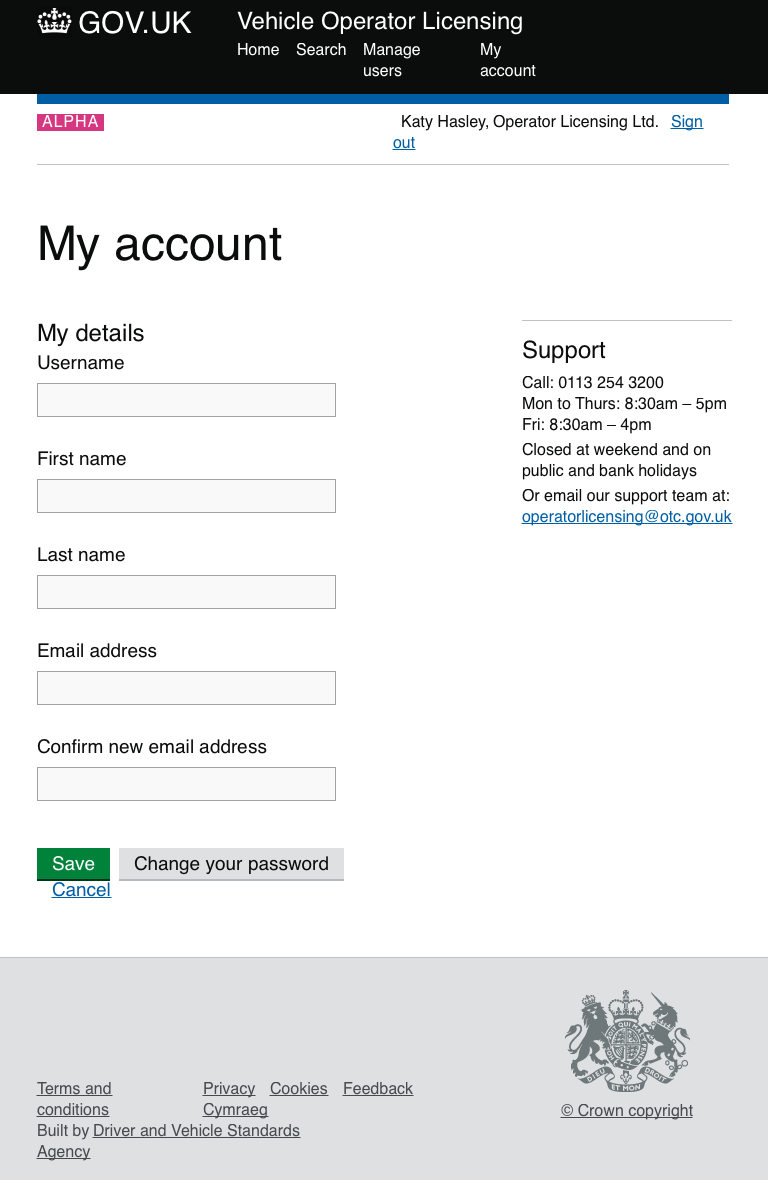 GOV.UK
Vehicle Operator Licensing
Home Search Manage users My account
ALPHA
Katy Hasley, Operator Licensing Ltd. Sign out
My account
My details
Username
First name
Last name
Email address
Confirm new email address
Save Change your password
Cancel
Support
Call: 0113 254 3200
Mon to Thurs: 8:30am – 5pm
Fri: 8:30am – 4pm
Closed at weekend and on
public and bank holidays
Or email our support team at:
operatorlicensing@otc.gov.uk
Terms and conditions Privacy Cookies Feedback
Cymraeg
Built by Driver and Vehicle Standards
Agency
DIEU ET MON DROIT
© Crown copyright